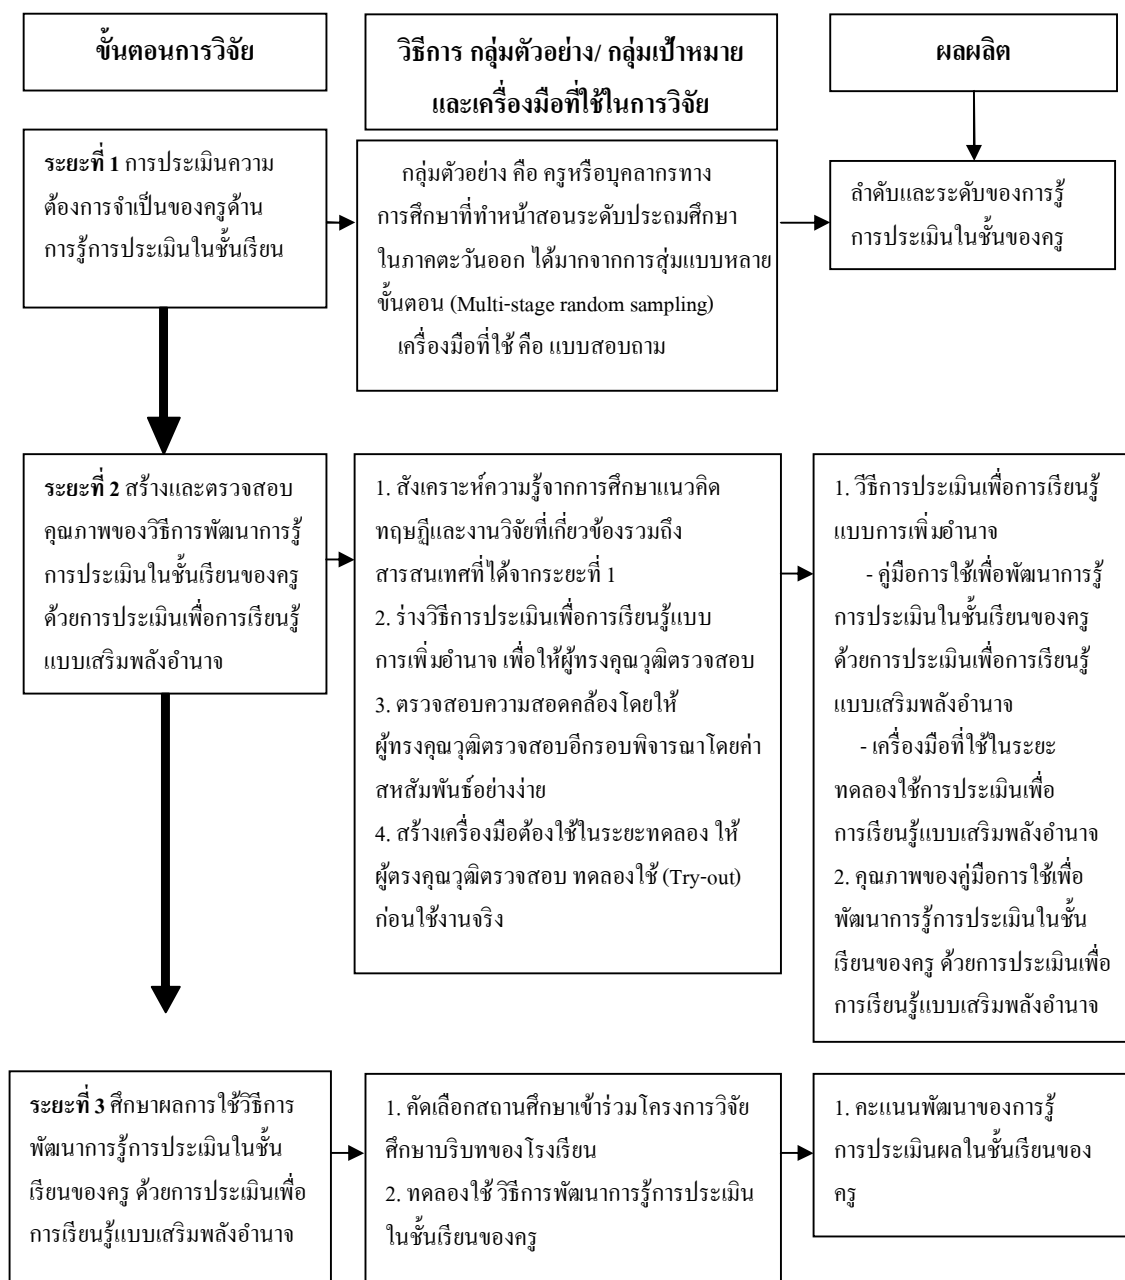 ขั้นตอนการวิจัย
วิธีการ กลุ่มตัวอย่าง/ กลุ่มเป้าหมาย
และเครื่องมือที่ใช้ในการวิจัย
ผลผลิต
ระยะที่ 1 การประเมินความ
ต้องการจำเป็นของครูด้าน
การรู้การประเมินในชั้นเรียน
กลุ่มตัวอย่าง คือ ครูหรือบุคลากรทาง
การศึกษาที่ทำหน้าสอนระดับประถมศึกษา
ในภาคตะวันออก ได้มากจากการสุ่มแบบหลาย
ขั้นตอน (Multi-stage random sampling)
เครื่องมือที่ใช้ คือ แบบสอบถาม
ลำดับและระดับของการรู้
การประเมินในชั้นของครู
ระยะที่ 2 สร้างและตรวจสอบ
คุณภาพของวิธีการพัฒนาการรู้
การประเมินในชั้นเรียนของครู
ด้วยการประเมินเพื่อการเรียนรู้
แบบเสริมพลังอำนาจ
1. สังเคราะห์ความรู้จากการศึกษาแนวคิด
ทฤษฎีและงานวิจัยที่เกี่ยวข้องรวมถึง
สารสนเทศที่ได้จากระยะที่ 1
2. ร่างวิธีการประเมินเพื่อการเรียนรู้แบบ
การเพิ่มอำนาจ เพื่อให้ผู้ทรงคุณวุฒิตรวจสอบ
3. ตรวจสอบความสอดคล้องโดยให้
ผู้ทรงคุณวุฒิตรวจสอบอีกรอบพิจารณาโดยค่า
สหสัมพันธ์อย่างง่าย
4. สร้างเครื่องมือต้องใช้ในระยะทดลอง ให้
ผู้ตรงคุณวุฒิตรวจสอบ ทดลองใช้ (Try-out)
ก่อนใช้งานจริง
1. วิธีการประเมินเพื่อการเรียนรู้
แบบการเพิ่มอำนาจ
- คู่มือการใช้เพื่อพัฒนาการรู้
การประเมินในชั้นเรียนของครู
ด้วยการประเมินเพื่อการเรียนรู้
แบบเสริมพลังอำนาจ
- เครื่องมือที่ใช้ในระยะ
ทดลองใช้การประเมินเพื่อ
การเรียนรู้แบบเสริมพลังอำนาจ
2. คุณภาพของคู่มือการใช้เพื่อ
พัฒนาการรู้การประเมินในชั้น
เรียนของครู ด้วยการประเมินเพื่อ
การเรียนรู้แบบเสริมพลังอำนาจ
ระยะที่ 3 ศึกษาผลการใช้วิธีการ
พัฒนาการรู้การประเมินในชั้น
เรียนของครู ด้วยการประเมินเพื่อ
การเรียนรู้แบบเสริมพลังอำนาจ
1. คัดเลือกสถานศึกษาเข้าร่วมโครงการวิจัย
ศึกษาบริบทของโรงเรียน
2. ทดลองใช้ วิธีการพัฒนาการรู้การประเมิน
ในชั้นเรียนของครู
1. คะแนนพัฒนาของการรู้
การประเมินผลในชั้นเรียนของ
ครู